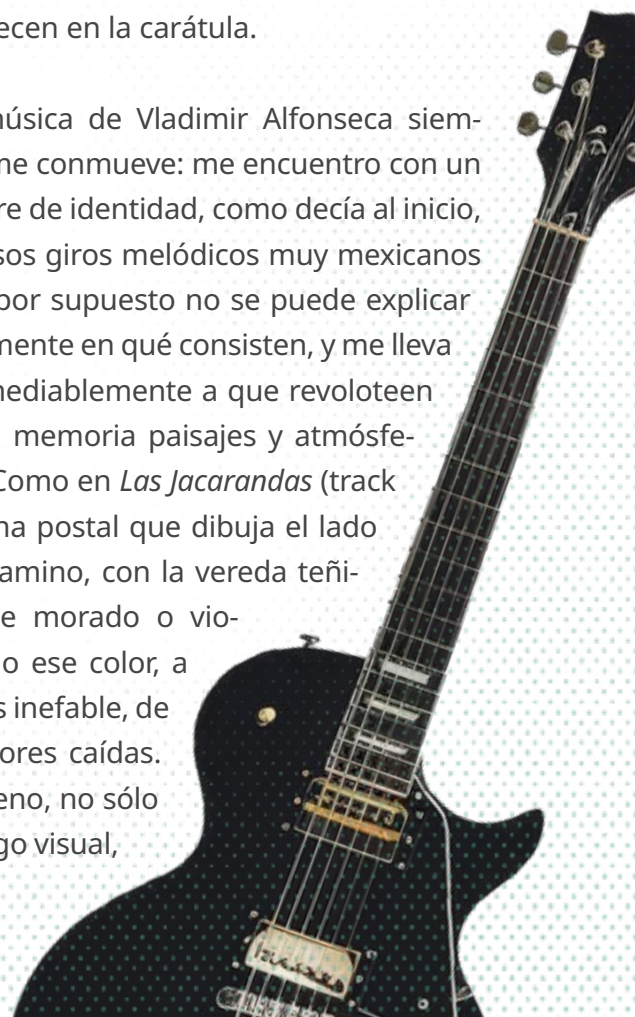 ecen en la carátula.
núsica de Vladimir Alfonseca siem-
me conmueve: me encuentro con un
re de identidad, como decía al inicio,
sos giros melódicos muy mexicanos
por supuesto no se puede explicar
mente en qué consisten, y me lleva
nediablemente a que revoloteen
memoria paisajes y atmósfe-
Como en Las Jacarandas (track
na postal que dibuja el lado
amino, con la vereda teñi-
e morado o vio-
o ese color, a
s inefable, de
ores caídas.
eno, no sólo
go visual,